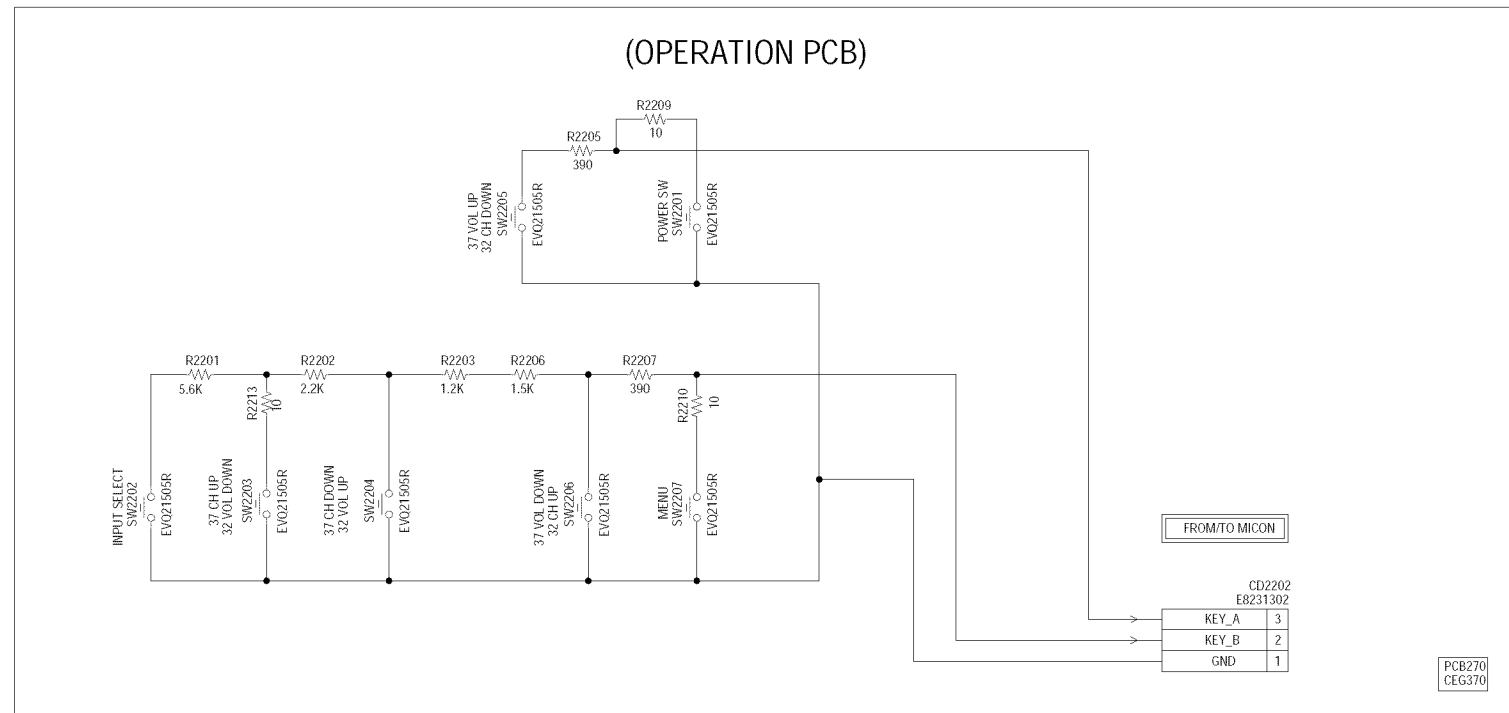 (OPERATION PCB)
R2209
10
R2205
390
37 VOL UP
32 CH DOWN
SW2205
EVQ21505R
POWER SW
SW2201
EVQ21505R
R2201
5.6K
R2213
10
R2202
2.2K
R2203
1.2K
R2206
1.5K
R2207
390
R2210
10
INPUT SELECT
SW2202
EVQ21505R
37 CH UP
32 VOL DOWN
SW2203
EVQ21505R
37 CH DOWN
32 VOL UP
SW2204
EVQ21505R
37 VOL DOWN
32 CH UP
SW2206
EVQ21505R
MENU
SW2207
EVQ21505R
FROM/TO MICON
CD2202
E8231302
KEY_A 3
KEY_B 2
GND 1
PCB270
CEG370